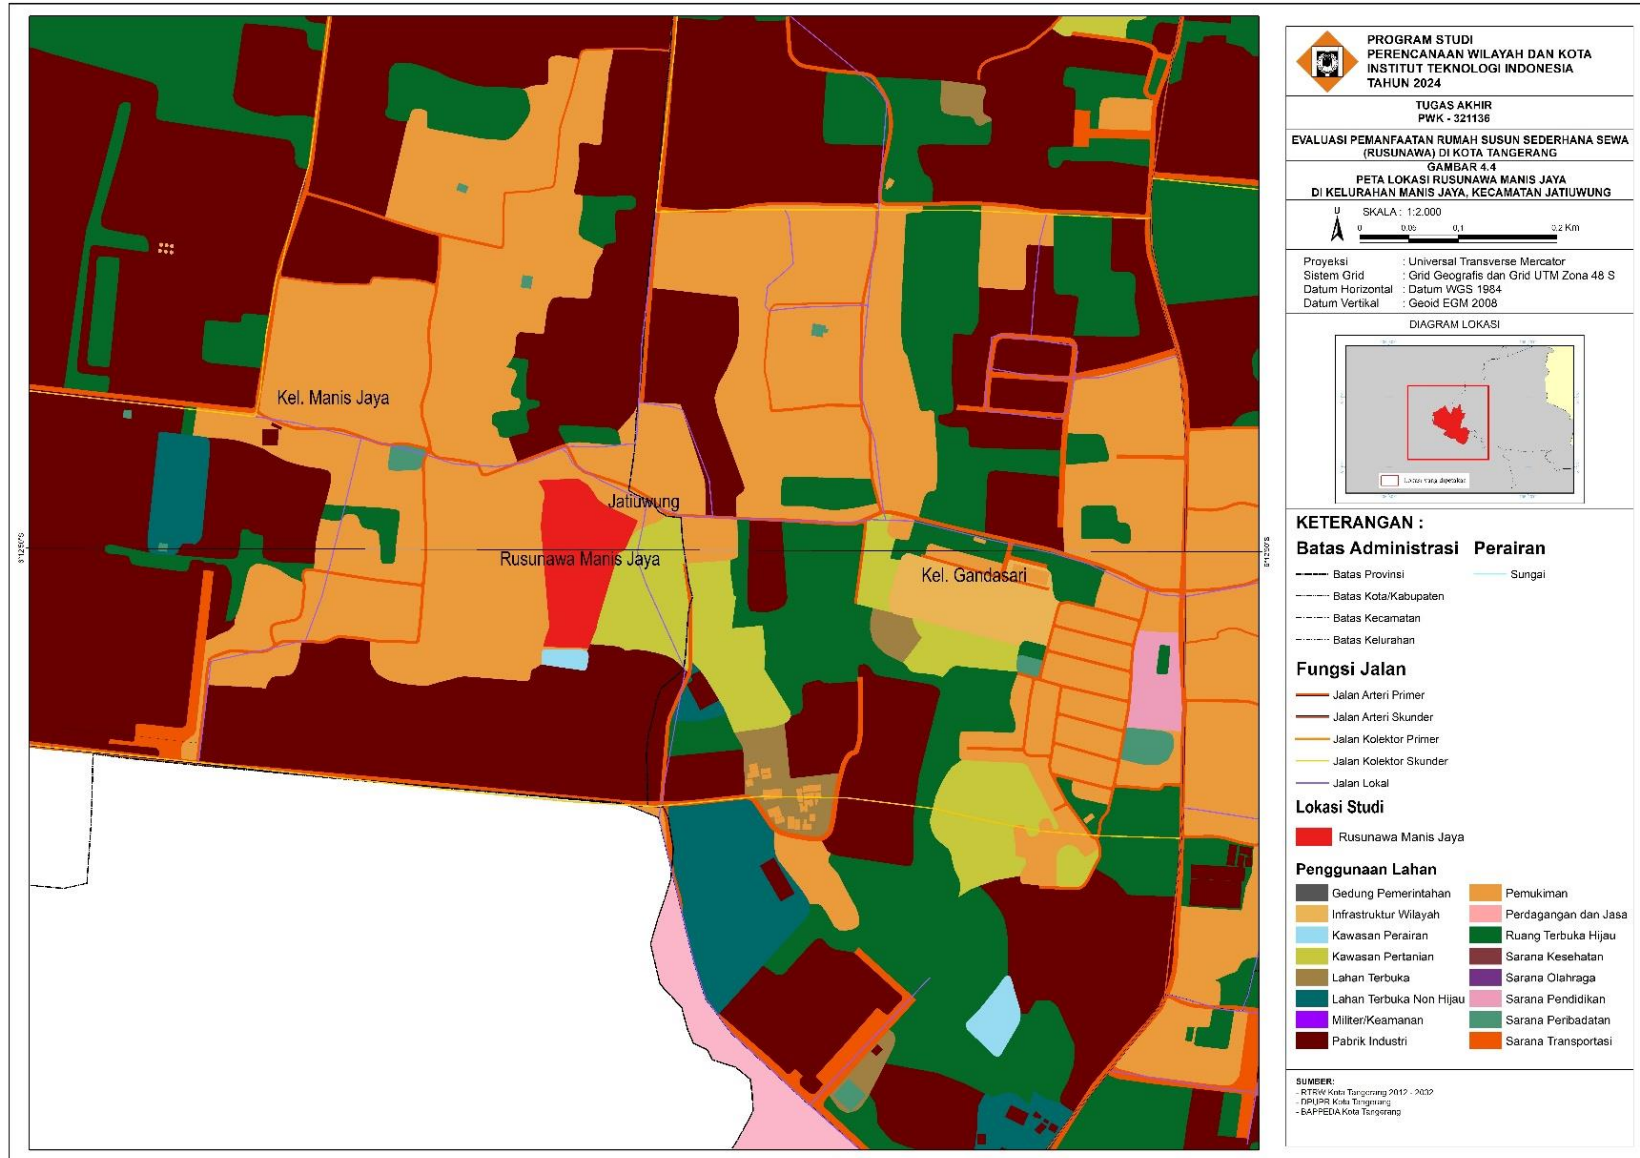 PROGRAM STUDI
PERENCANAAN WILAYAH DAN KOTA
INSTITUT TEKNOLOGI INDONESIA
TAHUN 2024
TUGAS AKHIR
PWK - 321136
EVALUASI PEMANFAATAN RUMAH SUSUN SEDERHANA SEWA
(RUSUNAWA) DI KOTA TANGERANG
GAMBAR 4.4
PETA LOKASI RUSUNAWA MANIS JAYA
DI KELURAHAN MANIS JAYA, KECAMATAN JATIUWUNG
U
SKALA : 1:2.000
0 0,05 0,1 0,2 Km
Proyeksi : Universal Transverse Mercator
Sistem Grid : Grid Geografis dan Grid UTM Zona 48 S
Datum Horizontal : Datum WGS 1984
Datum Vertikal : Geoid EGM 2008
DIAGRAM LOKASI
Kel. Manis Jaya
Jatiuwung
Rusunawa Manis Jaya
Kel. Gandasari
KETERANGAN :
Batas Administrasi Perairan
Batas Provinsi Sungai
Batas Kota/Kabupaten
Batas Kecamatan
Batas Kelurahan
Fungsi Jalan
Jalan Arteri Primer
Jalan Arteri Skunder
Jalan Kolektor Primer
Jalan Kolektor Skunder
Jalan Lokal
Lokasi Studi
Rusunawa Manis Jaya
Penggunaan Lahan
Gedung Pemerintahan Pemukiman
Infrastruktur Wilayah Perdagangan dan Jasa
Kawasan Perairan Ruang Terbuka Hijau
Kawasan Pertanian Sarana Kesehatan
Lahan Terbuka Sarana Olahraga
Lahan Terbuka Non Hijau Sarana Pendidikan
Militer/Keamanan Sarana Peribadatan
Pabrik Industri Sarana Transportasi
SUMBER:
- RTRW Kota Tangerang 2012 - 2032
- DPUPR Kota Tangerang
- BAPPEDA Kota Tangerang